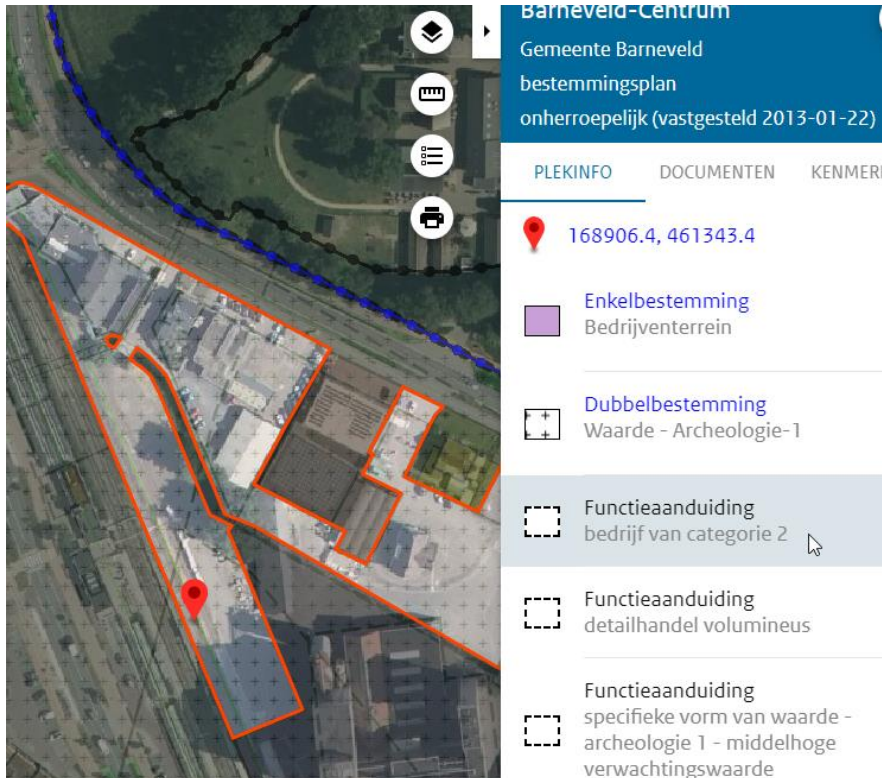 Barneveld-Centrum
Gemeente Barneveld
bestemmingsplan
onherroepelijk (vastgesteld 2013-01-22)
PLEKINFO DOCUMENTEN
168906.4, 461343.4
Enkelbestemming
Bedrijventerrein
Dubbelbestemming
Waarde - Archeologie-1
Functieaanduiding
bedrijf van categorie 2
Functieaanduiding
detailhandel volumineus
Functieaanduiding
specifieke vorm van waarde -
archeologie 1 - middelhoge
verwachtingswaarde